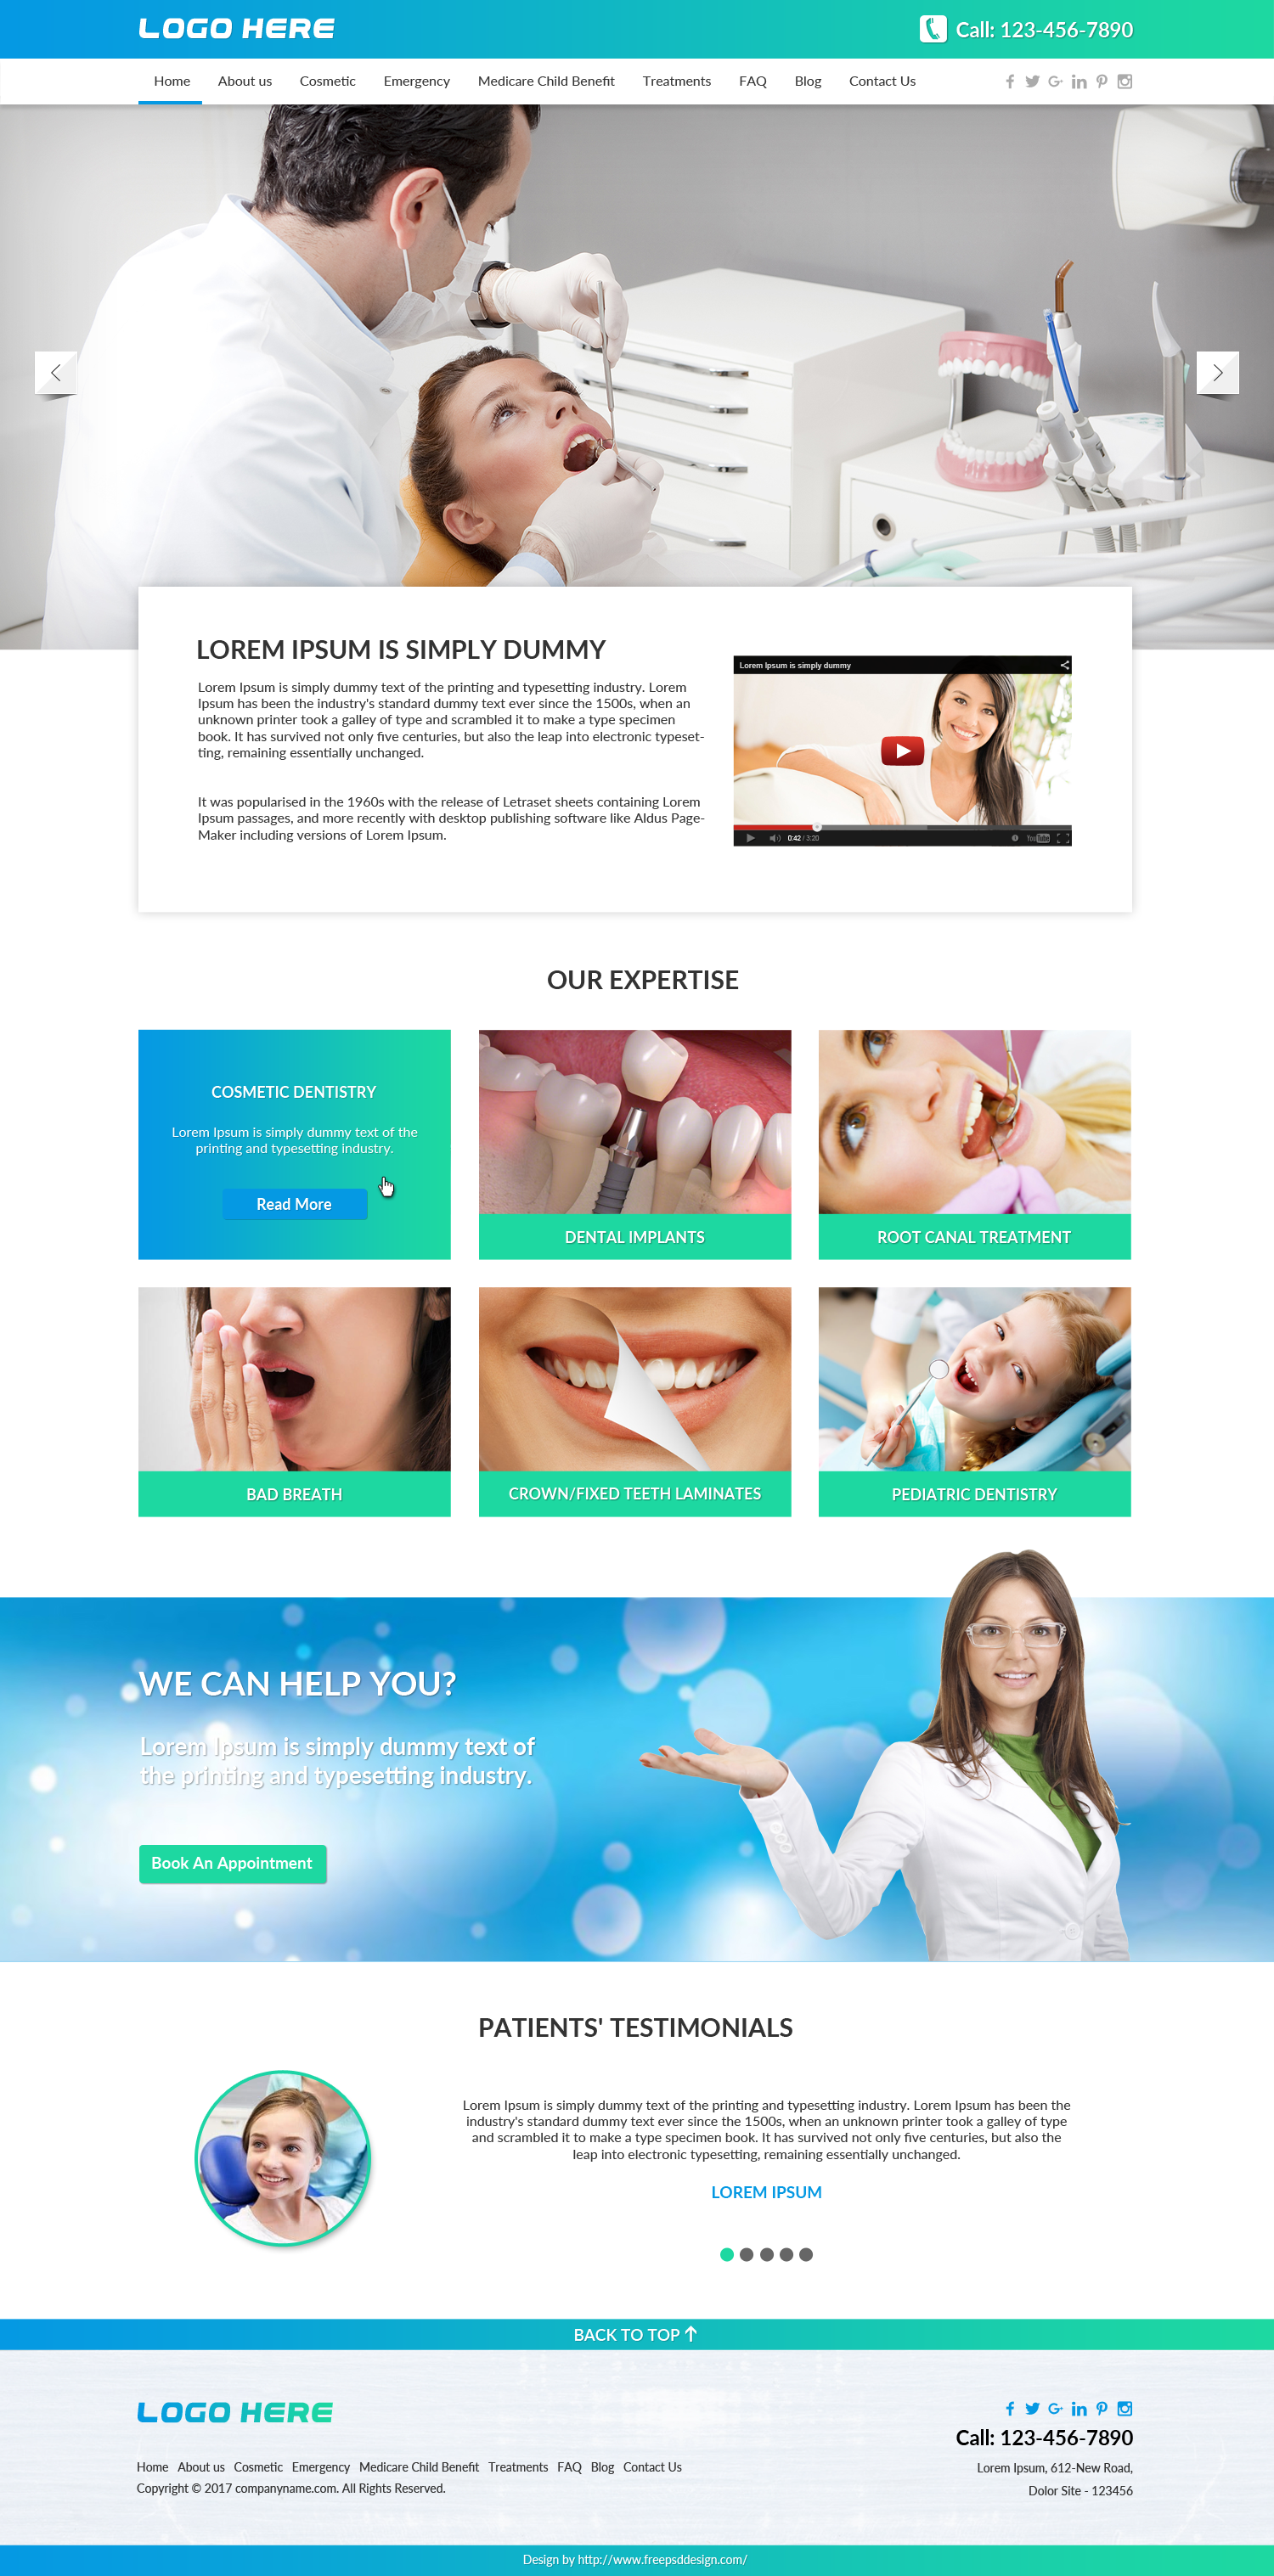 LOGO HERE
Call: 123-456-7890
Home About us Cosmetic Emergency Medicare Child Benefit Treatments FAQ Blog Contact Us
LOREM IPSUM IS SIMPLY DUMMY
Lorem Ipsum is simply dummy text of the printing and typesetting industry. Lorem
Ipsum has been the industry's standard dummy text ever since the 1500s, when an
unknown printer took a galley of type and scrambled it to make a type specimen
book. It has survived not only five centuries, but also the leap into electronic typeset-
ting, remaining essentially unchanged.
It was popularised in the 1960s with the release of Letraset sheets containing Lorem
Ipsum passages, and more recently with desktop publishing software like Aldus Page-
Maker including versions of Lorem Ipsum.
Lorem Ipsum is simply dummy
0:42 / 3:20
YouTube
OUR EXPERTISE
COSMETIC DENTISTRY
Lorem Ipsum is simply dummy text of the
printing and typesetting industry.
Read More
DENTAL IMPLANTS
ROOT CANAL TREATMENT
BAD BREATH
CROWN/FIXED TEETH LAMINATES
PEDIATRIC DENTISTRY
WE CAN HELP YOU?
Lorem Ipsum is simply dummy text of
the printing and typesetting industry.
Book An Appointment
PATIENTS' TESTIMONIALS
Lorem Ipsum is simply dummy text of the printing and typesetting industry. Lorem Ipsum has been the
industry's standard dummy text ever since the 1500s, when an unknown printer took a galley of type
and scrambled it to make a type specimen book. It has survived not only five centuries, but also the
leap into electronic typesetting, remaining essentially unchanged.
LOREM IPSUM
BACK TO TOP
LOGO HERE
Call: 123-456-7890
Home About us Cosmetic Emergency Medicare Child Benefit Treatments FAQ Blog Contact Us
Lorem Ipsum, 612-New Road,
Copyright © 2017 companyname.com. All Rights Reserved.
Dolor Site - 123456
Design by http://www.freepsddesign.com/